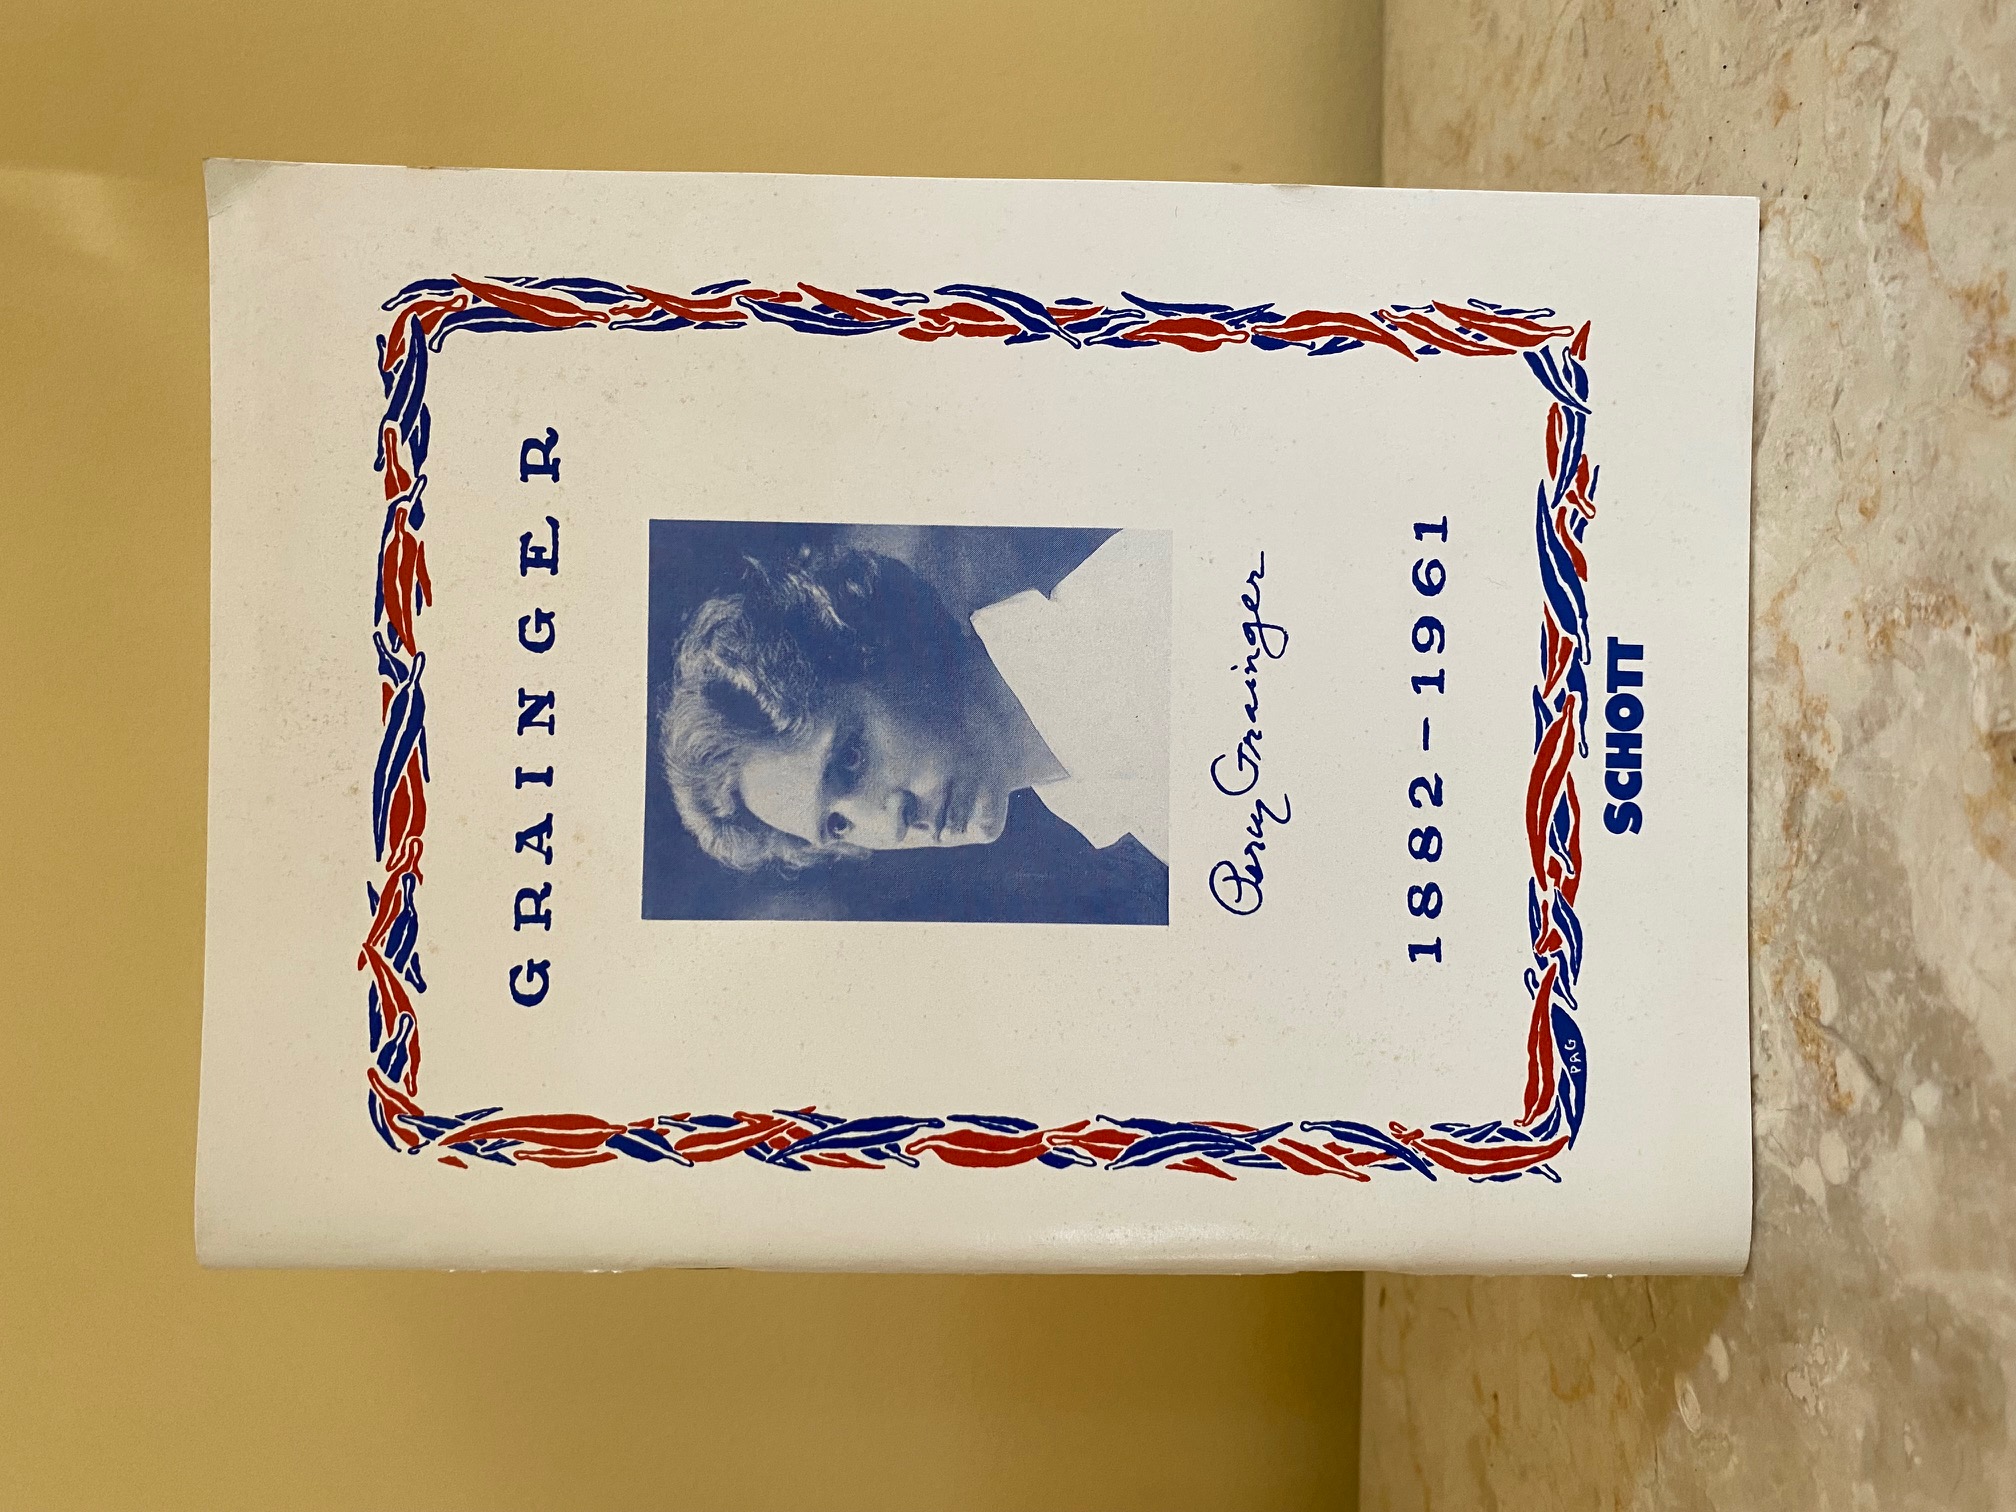 GRAINGER
Percy Grainger
1882-1961
PAG
SCHOTT